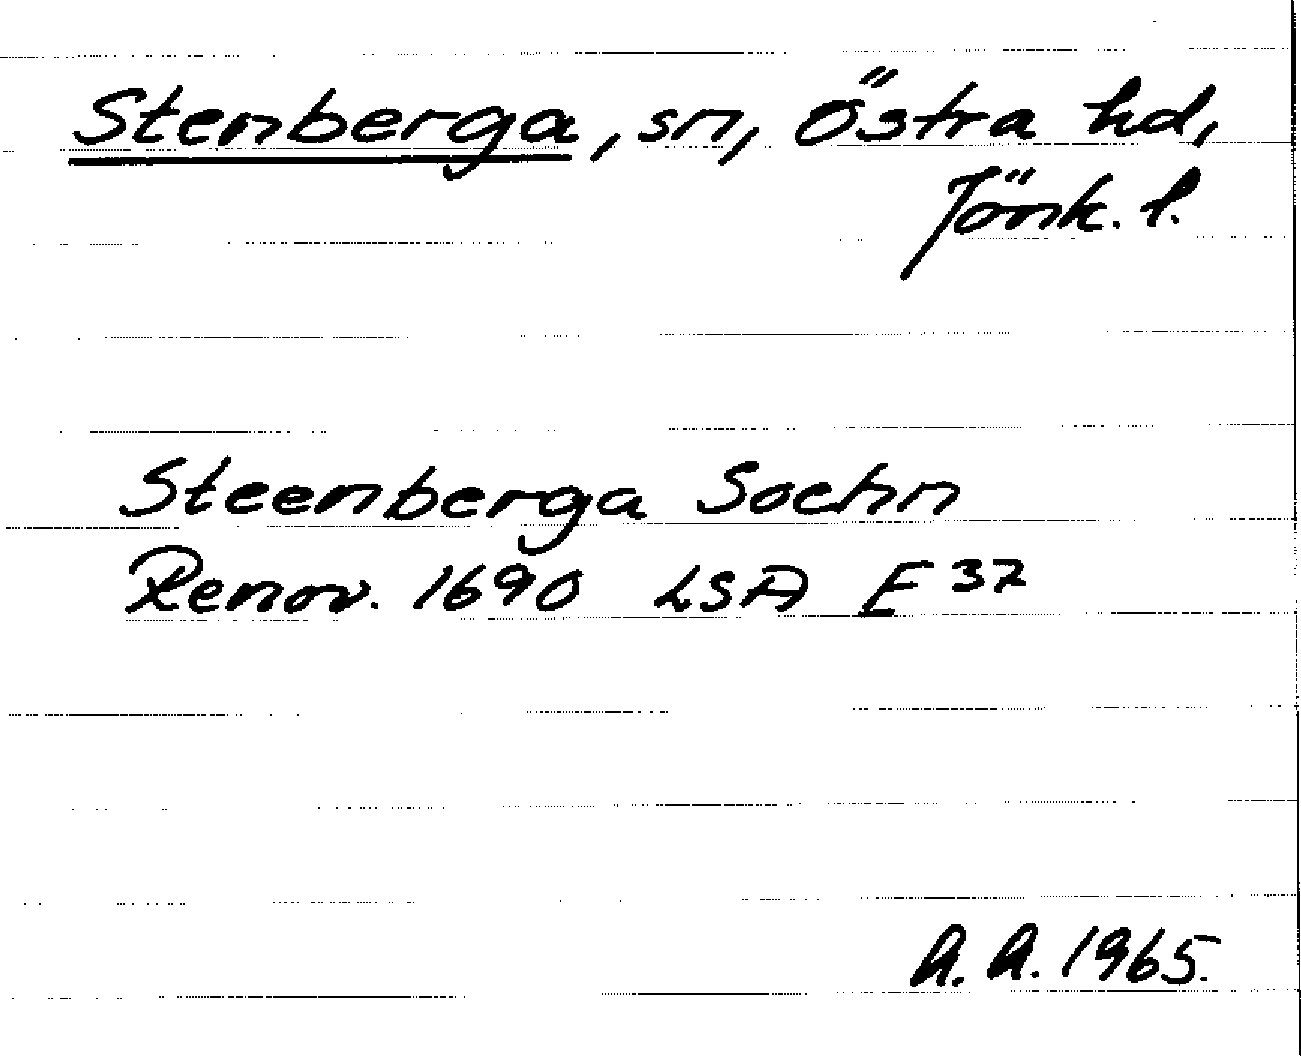 Stenberga, sn, Östra hd,
Jönk. l.
Steenberga Sochn
Renov. 1690 LSA E 37
A. A. 1965.